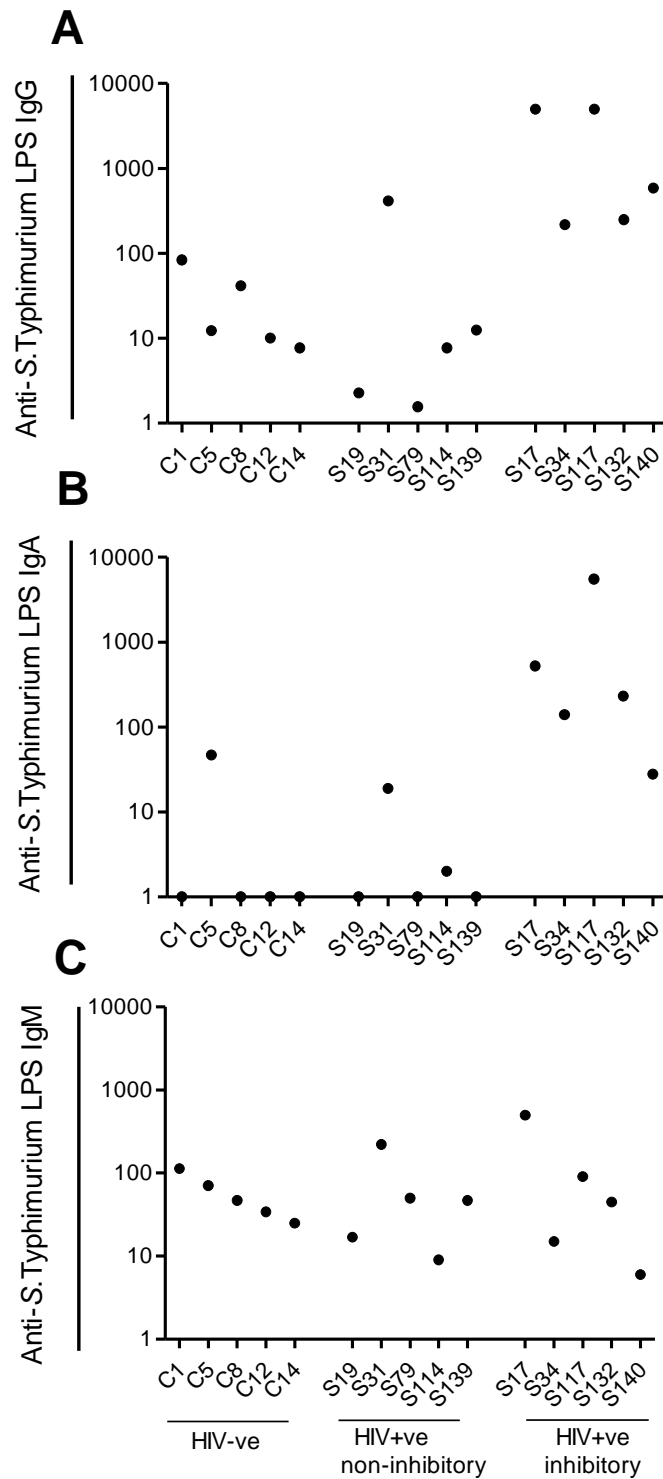 A
Anti-S.Typhimurium LPS IgG
10000
1000
100
10
1
C1 C5 C8 C12 C14 S19 S31 S79 S114 S139 S17 S34 S117 S132 S140
B
Anti-S.Typhimurium LPS IgA
10000
1000
100
10
1
C1 C5 C8 C12 C14 S19 S31 S79 S114 S139 S17 S34 S117 S132 S140
C
Anti-S.Typhimurium LPS IgM
10000
1000
100
10
1
C1 C5 C8 C12 C14 S19 S31 S79 S114 S139 S17 S34 S117 S132 S140
HIV-ve HIV+ve HIV+ve
non-inhibitory inhibitory